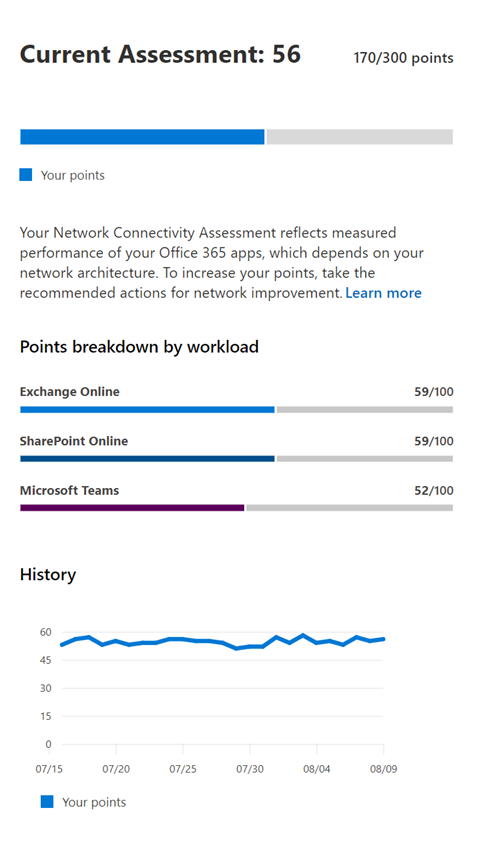 Current Assessment: 56
170/300 points
Your points
Your Network Connectivity Assessment reflects measured
performance of your Office 365 apps, which depends on your
network architecture. To increase your points, take the
recommended actions for network improvement. Learn more
Points breakdown by workload
Exchange Online 59/100
SharePoint Online 59/100
Microsoft Teams 52/100
History
60
45
30
15
0
07/15 07/20 07/25 07/30 08/04 08/09
Your points